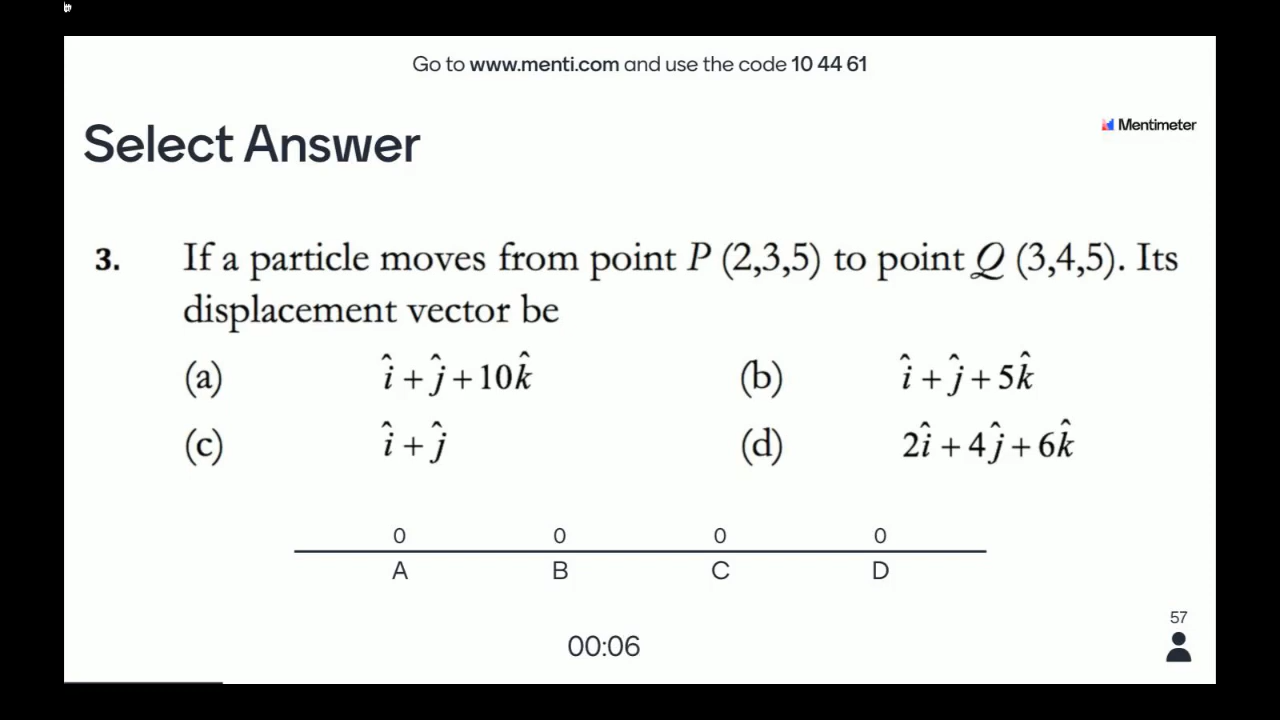 Go to www.menti.com and use the code 10 44 61
Select Answer
Mentimeter
3. If a particle moves from point P (2,3,5) to point Q (3,4,5). Its
displacement vector be
(a) î + ĵ + 10k̂ (b) î + ĵ + 5k̂
(c) î + ĵ (d) 2î + 4ĵ + 6k̂
0 0 0 0
A B C D
57
00:06